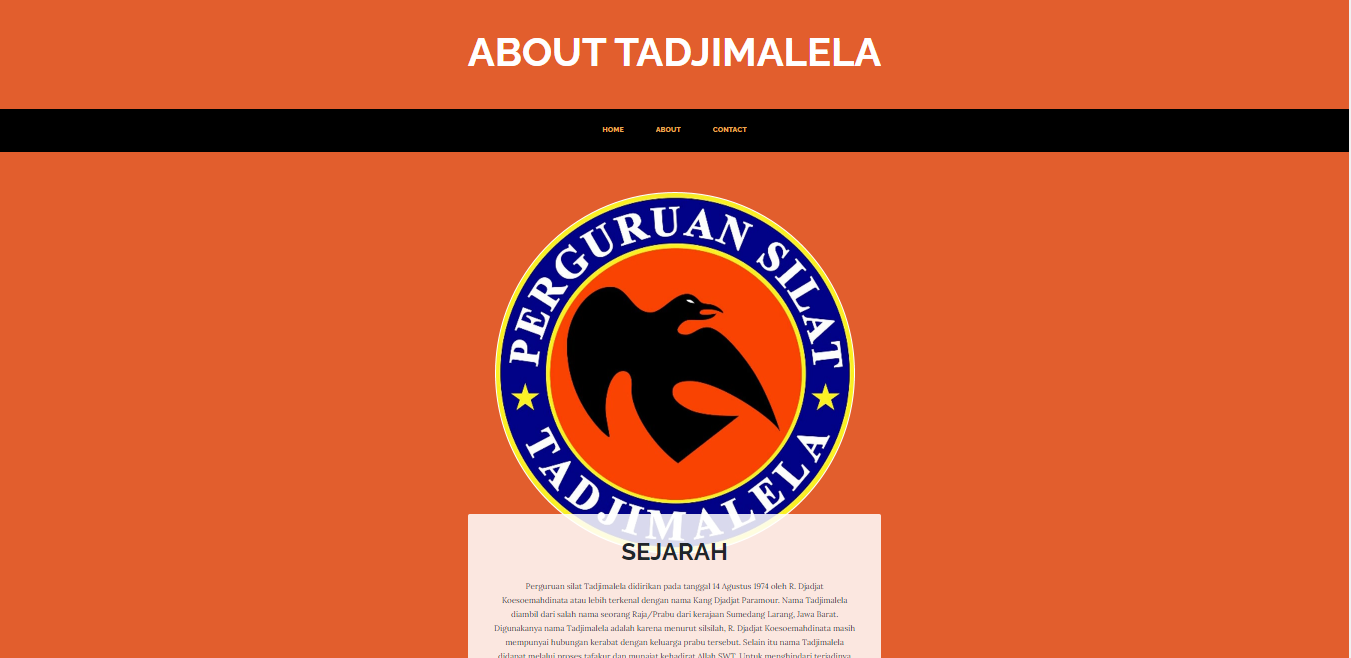 ABOUT TADJIMALELA
HOME ABOUT CONTACT
PERGURUAN SILAT
TADJIMALELA
SEJARAH
Perguruan silat Tadjimalela didirikan pada tanggal 14 Agustus 1974 oleh R. Djadjat
Koesoemahdinata atau lebih terkenal dengan nama Kang Djadjat Paramour. Nama Tadjimalela
diambil dari salah nama seorang Raja/Prabu dari kerajaan Sumedang Larang, Jawa Barat.
Digunakanya nama Tadjimalela adalah karena menurut silsilah, R. Djadjat Koesoemahdinata masih
mempunyai hubungan kerabat dengan keluarga prabu tersebut. Selain itu nama Tadjimalela
didapat melalui proses tafakur dan munajat kehadirat Allah SWT. Untuk menghindari terjadinya